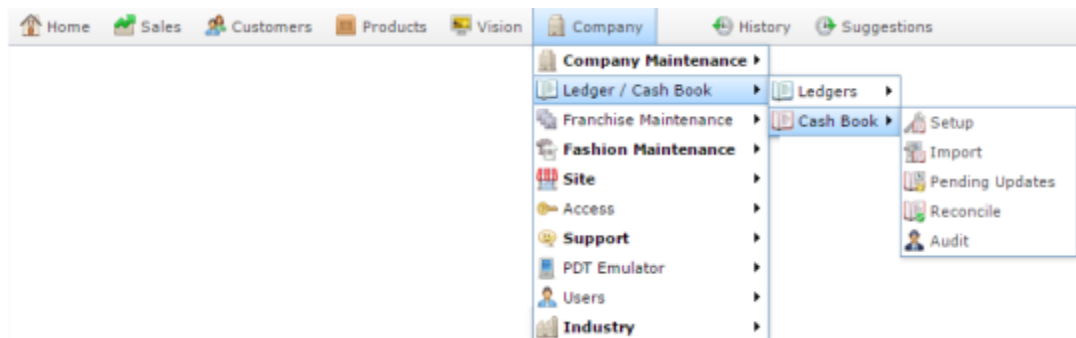 Home Sales Customers Products Vision Company History Suggestions
Company Maintenance
Ledger / Cash Book Ledgers
Franchise Maintenance Cash Book Setup
Fashion Maintenance Import
Site Pending Updates
Access Reconcile
Support Audit
PDT Emulator
Users
Industry